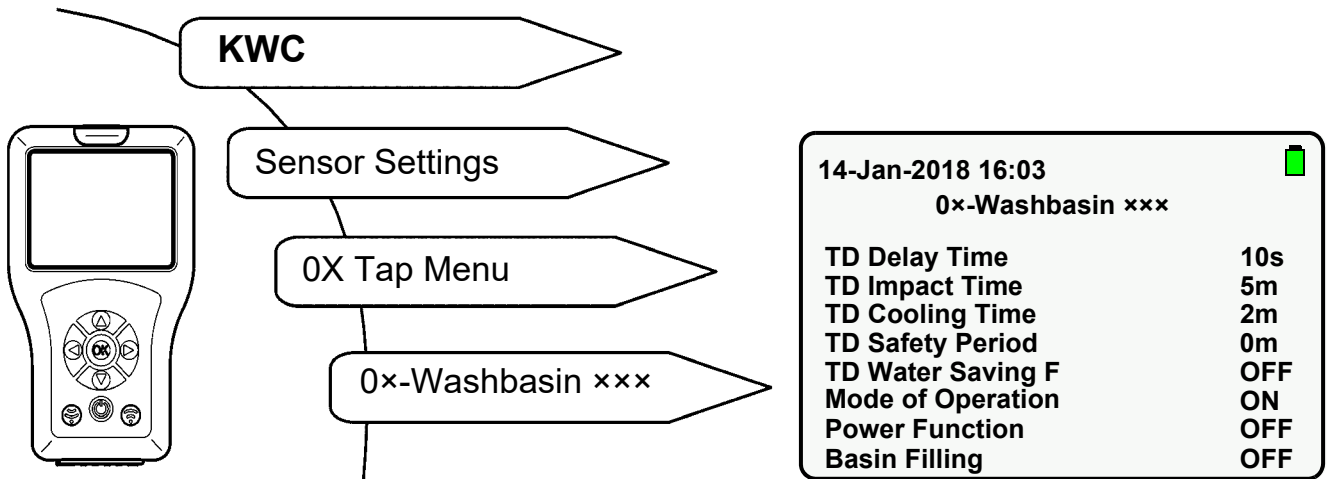 KWC
Sensor Settings
0X Tap Menu
0×-Washbasin ×××
OK
14-Jan-2018 16:03
0×-Washbasin ×××
TD Delay Time 10s
TD Impact Time 5m
TD Cooling Time 2m
TD Safety Period 0m
TD Water Saving F OFF
Mode of Operation ON
Power Function OFF
Basin Filling OFF